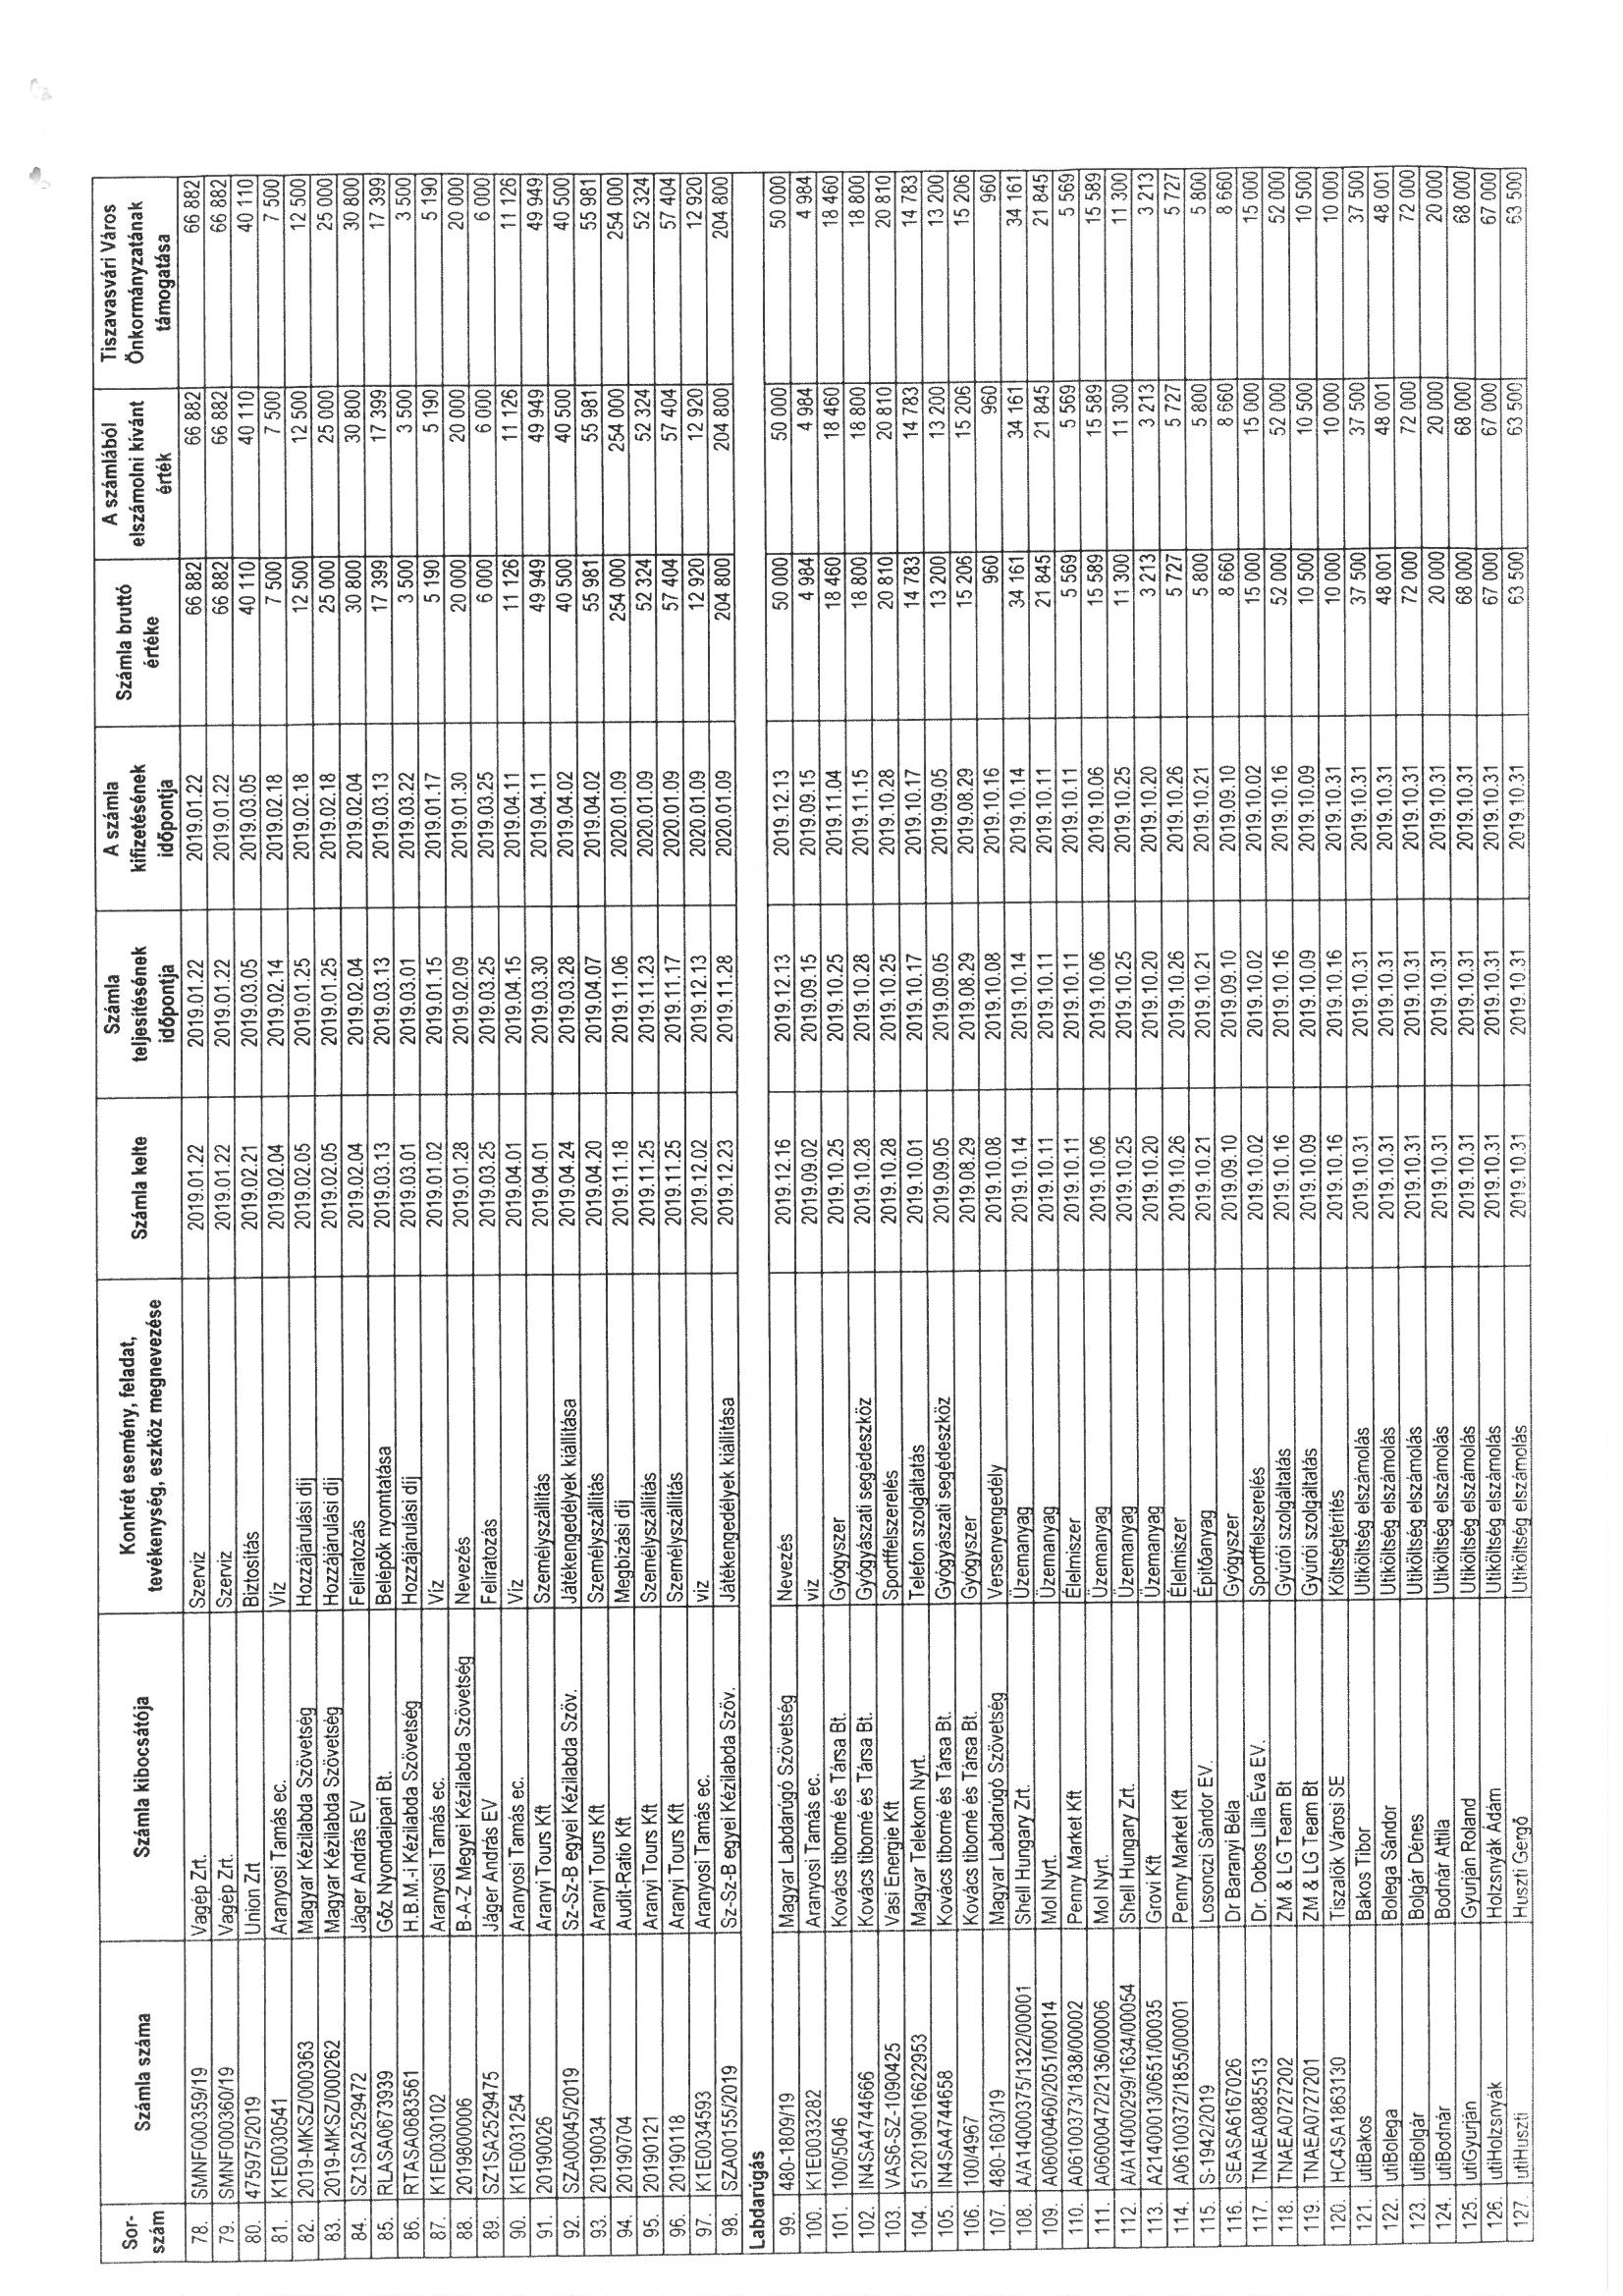 Sor-szám Számla száma Számla kibocsátója Konkrét esemény, feladat, tevékenység, eszköz megnevezése Számla kelte Számla teljesítésének időpontja A számla kifizetésének időpontja Számla bruttó értéke A számlából elszámolni kívánt érték Tiszavasvári Város Önkormányzatának támogatása
78. SMNF000359/19 Vagép Zrt. Szerviz 2019.01.22 2019.01.22 2019.01.22 66 882 66 882 66 882
79. SMNF000360/19 Vagép Zrt. Szerviz 2019.01.22 2019.01.22 2019.01.22 66 882 66 882 66 882
80. 475975/2019 Union Zrt Biztosítás 2019.02.21 2019.03.05 2019.03.05 40 110 40 110 40 110
81. K1E0030541 Aranyosi Tamás ec. Víz 2019.02.04 2019.02.14 2019.02.18 7 500 7 500 7 500
82. 2019-MKSZ/000363 Magyar Kézilabda Szövetség Hozzájárulási díj 2019.02.05 2019.01.25 2019.02.18 12 500 12 500 12 500
83. 2019-MKSZ/000262 Magyar Kézilabda Szövetség Hozzájárulási díj 2019.02.05 2019.01.25 2019.02.18 25 000 25 000 25 000
84. SZ1SA2529472 Jáger András EV Feliratozás 2019.02.04 2019.02.04 2019.02.04 30 800 30 800 30 800
85. RLASA0673939 Góz Nyomdaipari Bt. Belépők nyomtatása 2019.03.13 2019.03.13 2019.03.13 17 399 17 399 17 399
86. RTASA0683561 H.B.M.-i Kézilabda Szövetség Hozzájárulási díj 2019.03.01 2019.03.01 2019.03.22 3 500 3 500 3 500
87. K1E0030102 Aranyosi Tamás ec. Víz 2019.01.02 2019.01.15 2019.01.17 5 190 5 190 5 190
88. 2019800006 B-A-Z Megyei Kézilabda Szövetség Nevezés 2019.01.28 2019.02.09 2019.01.30 20 000 20 000 20 000
89. SZ1SA2529475 Jáger András EV Feliratozás 2019.03.25 2019.03.25 2019.03.25 6 000 6 000 6 000
90. K1E0031254 Aranyosi Tamás ec. Víz 2019.04.01 2019.04.15 2019.04.11 11 126 11 126 11 126
91. 20190026 Aranyi Tours Kft Személyszállítás 2019.04.01 2019.03.30 2019.04.11 49 949 49 949 49 949
92. SZA00045/2019 Sz-Sz-B egyei Kézilabda Szöv. Játékengedélyek kiállítása 2019.04.24 2019.03.28 2019.04.02 40 500 40 500 40 500
93. 20190034 Aranyi Tours Kft Személyszállítás 2019.04.20 2019.04.07 2019.04.02 55 981 55 981 55 981
94. 20190704 Audit-Ratio Kft Megbízási díj 2019.11.18 2019.11.06 2020.01.09 254 000 254 000 254 000
95. 20190121 Aranyi Tours Kft Személyszállítás 2019.11.25 2019.11.23 2020.01.09 52 324 52 324 52 324
96. 20190118 Aranyi Tours Kft Személyszállítás 2019.11.25 2019.11.17 2020.01.09 57 404 57 404 57 404
97. K1E0034593 Aranyosi Tamás ec. víz 2019.12.02 2019.12.13 2020.01.09 12 920 12 920 12 920
98. SZA00155/2019 Sz-Sz-B egyei Kézilabda Szöv. Játékengedélyek kiállítása 2019.12.23 2019.11.28 2020.01.09 204 800 204 800 204 800
Labdarúgás
99. 480-1809/19 Magyar Labdarúgó Szövetség Nevezés 2019.12.16 2019.12.13 2019.12.13 50 000 50 000 50 000
100. K1E0033282 Aranyosi Tamás ec. víz 2019.09.02 2019.09.15 2019.09.15 4 984 4 984 4 984
101. 100/5046 Kovács tiborné és Társa Bt. Gyógyszer 2019.10.25 2019.10.25 2019.11.04 18 460 18 460 18 460
102. IN4SA4744666 Kovács tiborné és Társa Bt. Gyógyászati segédeszköz 2019.10.28 2019.10.28 2019.11.15 18 800 18 800 18 800
103. VAS6-SZ-1090425 Vasi Energie Kft Sportfelszerelés 2019.10.28 2019.10.25 2019.10.28 20 810 20 810 20 810
104. 5120190016622953 Magyar Telekom Nyrt. Telefon szolgáltatás 2019.10.01 2019.10.17 2019.10.17 14 783 14 783 14 783
105. IN4SA4744658 Kovács tiborné és Társa Bt. Gyógyászati segédeszköz 2019.09.05 2019.09.05 2019.09.05 13 200 13 200 13 200
106. 100/4967 Kovács tiborné és Társa Bt. Gyógyszer 2019.08.29 2019.08.29 2019.08.29 15 206 15 206 15 206
107. 480-1603/19 Magyar Labdarúgó Szövetség Versenyengedély 2019.10.08 2019.10.08 2019.10.16 960 960 960
108. A/A14000375/1322/00001 Shell Hungary Zrt. Üzemanyag 2019.10.14 2019.10.14 2019.10.14 34 161 34 161 34 161
109. A06000460/2051/00014 Mol Nyrt. Üzemanyag 2019.10.11 2019.10.11 2019.10.11 21 845 21 845 21 845
110. A06100373/1838/00002 Penny Market Kft Élelmiszer 2019.10.11 2019.10.11 2019.10.11 5 569 5 569 5 569
111. A06000472/2136/00006 Mol Nyrt. Üzemanyag 2019.10.06 2019.10.06 2019.10.06 15 589 15 589 15 589
112. A/A14000299/1634/00054 Shell Hungary Zrt. Üzemanyag 2019.10.25 2019.10.25 2019.10.25 11 300 11 300 11 300
113. A21400013/0651/00035 Grovi Kft Üzemanyag 2019.10.20 2019.10.20 2019.10.20 3 213 3 213 3 213
114. A06100372/1855/00001 Penny Market Kft Élelmiszer 2019.10.26 2019.10.26 2019.10.26 5 727 5 727 5 727
115. S-1942/2019 Losonczi Sándor EV. Építőanyag 2019.10.21 2019.10.21 2019.10.21 5 800 5 800 5 800
116. SEASA6167026 Dr Baranyi Béla Gyógyszer 2019.09.10 2019.09.10 2019.09.10 8 660 8 660 8 660
117. TNAEA0885513 Dr. Dobos Lilla Éva EV. Sportfelszerelés 2019.10.02 2019.10.02 2019.10.02 15 000 15 000 15 000
118. TNAEA0727202 ZM & LG Team Bt Gyúrói szolgáltatás 2019.10.16 2019.10.16 2019.10.16 52 000 52 000 52 000
119. TNAEA0727201 ZM & LG Team Bt Gyúrói szolgáltatás 2019.10.09 2019.10.09 2019.10.09 10 500 10 500 10 500
120. HC4SA1863130 Tiszalök Városi SE Költségtérítés 2019.10.16 2019.10.16 2019.10.31 10 000 10 000 10 000
121. utiBakos Bakos Tibor Utiköltség elszámolás 2019.10.31 2019.10.31 2019.10.31 37 500 37 500 37 500
122. utiBolega Bolega Sándor Utiköltség elszámolás 2019.10.31 2019.10.31 2019.10.31 48 001 48 001 48 001
123. utiBolgár Bolgár Dénes Utiköltség elszámolás 2019.10.31 2019.10.31 2019.10.31 72 000 72 000 72 000
124. utiBodnár Bodnár Attila Utiköltség elszámolás 2019.10.31 2019.10.31 2019.10.31 20 000 20 000 20 000
125. utiGyurján Gyurján Roland Utiköltség elszámolás 2019.10.31 2019.10.31 2019.10.31 68 000 68 000 68 000
126. utiHolzsnyák Holzsnyák Ádám Utiköltség elszámolás 2019.10.31 2019.10.31 2019.10.31 67 000 67 000 67 000
127. utiHuszti Huszti Gergő Utiköltség elszámolás 2019.10.31 2019.10.31 2019.10.31 63 500 63 500 63 500